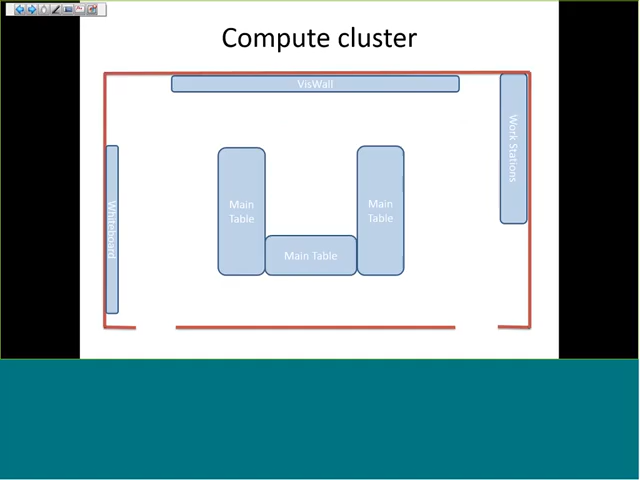 Compute cluster
VisWall
Work Stations
Whiteboard
Main
Table
Main
Table
Main Table